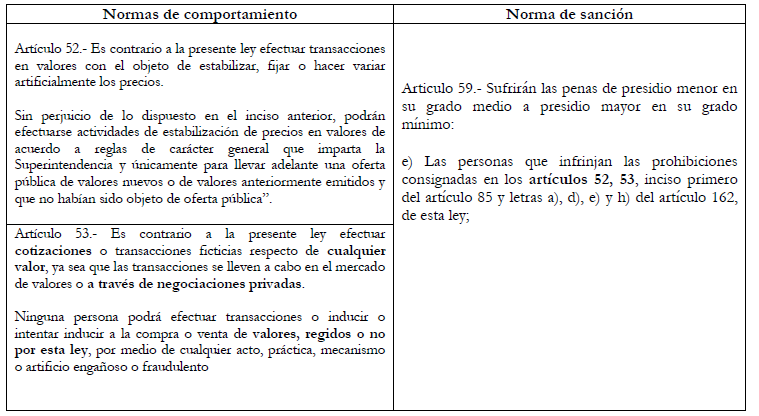 Normas de comportamiento
Norma de sanción
Artículo 52.- Es contrario a la presente ley efectuar transacciones
en valores con el objeto de estabilizar, fijar o hacer variar
artificialmente los precios.
Sin perjuicio de lo dispuesto en el inciso anterior, podrán
efectuarse actividades de estabilización de precios en valores de
acuerdo a reglas de carácter general que imparta la
Superintendencia y únicamente para llevar adelante una oferta
pública de valores nuevos o de valores anteriormente emitidos y
que no habían sido objeto de oferta pública”.
Artículo 53.- Es contrario a la presente ley efectuar
cotizaciones o transacciones ficticias respecto de cualquier
valor, ya sea que las transacciones se lleven a cabo en el mercado
de valores o a través de negociaciones privadas.
Ninguna persona podrá efectuar transacciones o inducir o
intentar inducir a la compra o venta de valores, regidos o no
por esta ley, por medio de cualquier acto, práctica, mecanismo
o artificio engañoso o fraudulento
Articulo 59.- Sufrirán las penas de presidio menor en
su grado medio a presidio mayor en su grado
mínimo:
e) Las personas que infrinjan las prohibiciones
consignadas en los artículos 52, 53, inciso primero
del artículo 85 y letras a), d), e) y h) del artículo 162,
de esta ley;